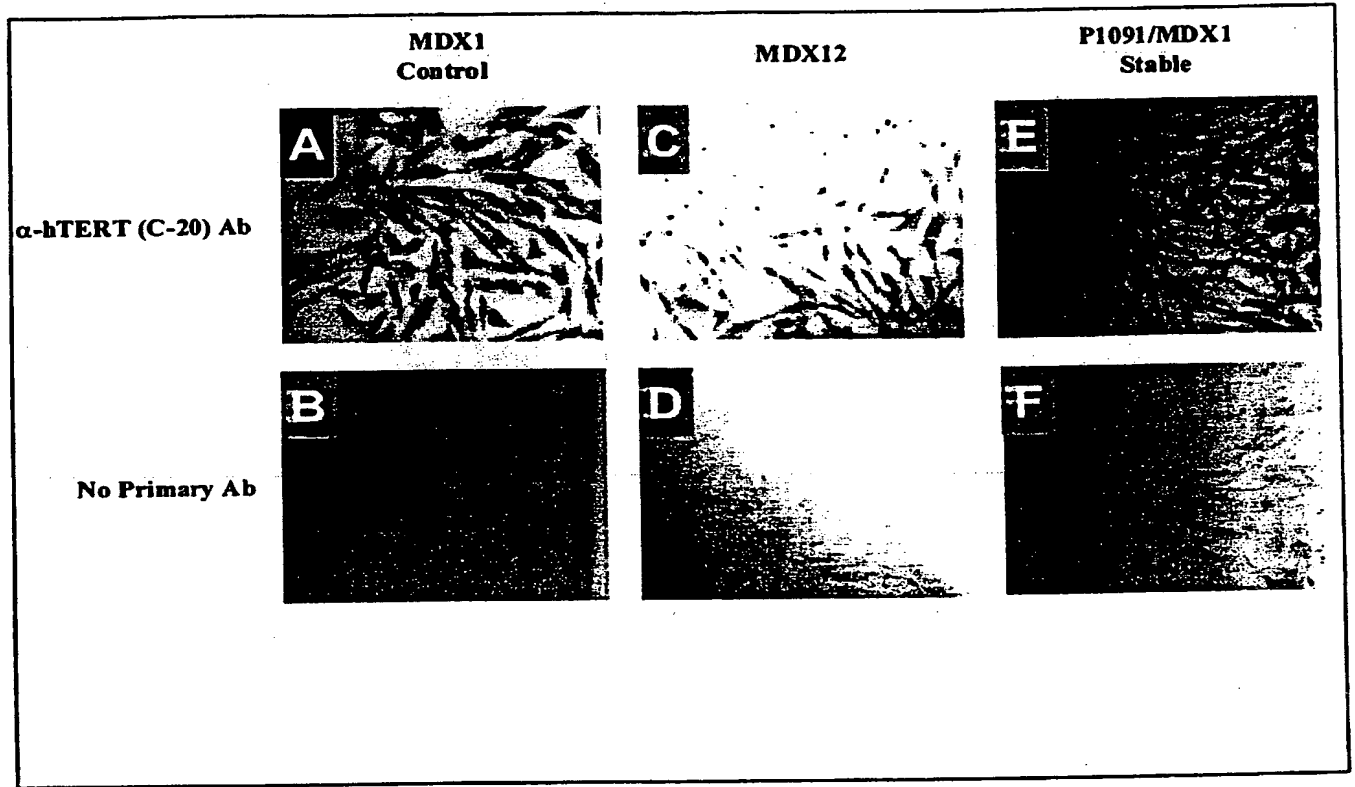 MDX1
Control
MDX12
P1091/MDX1
Stable
α-hTERT (C-20) Ab
A
C
E
No Primary Ab
B
D
F